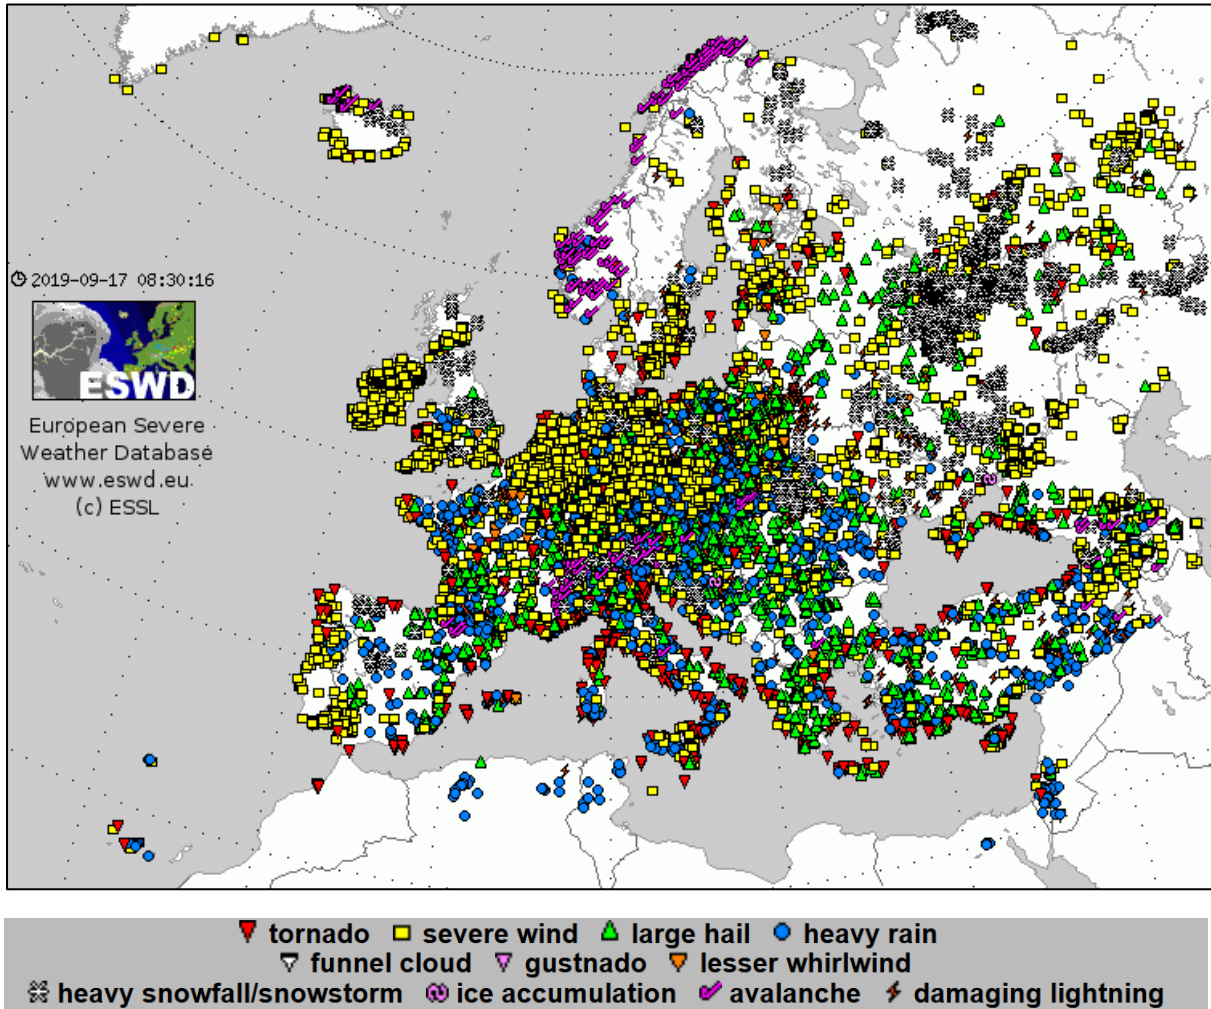 2019-09-17 08:30:16
ESWD
European Severe
Weather Database
www.eswd.eu
(c) ESSL
tornado severe wind large hail heavy rain
funnel cloud gustnado lesser whirlwind
heavy snowfall/snowstorm ice accumulation avalanche damaging lightning